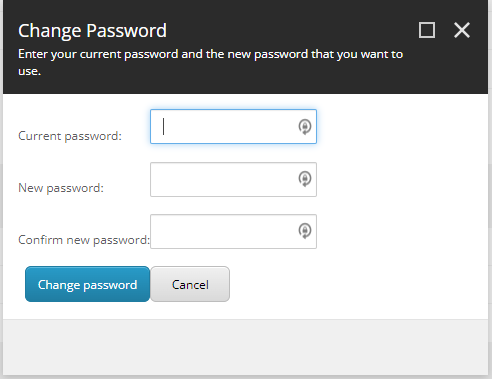 Change Password
Enter your current password and the new password that you want to
use.
Current password:
New password:
Confirm new password:
Change password
Cancel